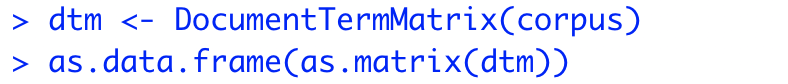 > dtm <- DocumentTermMatrix(corpus)
> as.data.frame(as.matrix(dtm))